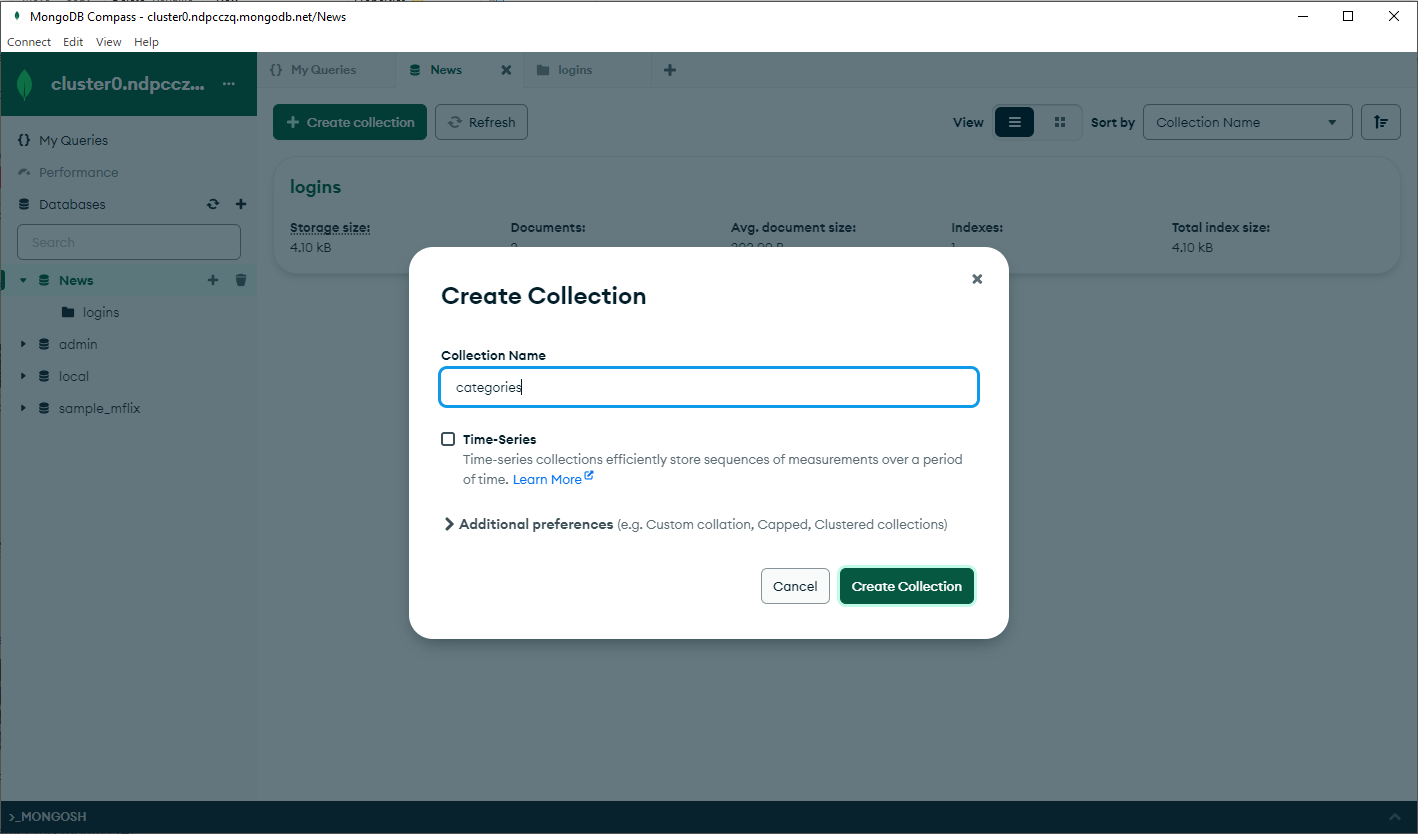 MongoDB Compass - cluster0.ndpcczq.mongodb.net/News
Connect Edit View Help
cluster0.ndpccz... ...
{} My Queries
News
logins
Create collection
Refresh
View
Sort by
Collection Name
{} My Queries
Performance
Databases
Search
News
logins
admin
local
sample_mflix
logins
Storage size: Documents: Avg. document size: Indexes: Total index size:
4.10 kB 4.10 kB
Create Collection
Collection Name
categories
Time-Series
Time-series collections efficiently store sequences of measurements over a period
of time. Learn More
Additional preferences (e.g. Custom collation, Capped, Clustered collections)
Cancel
Create Collection
>_MONGOSH